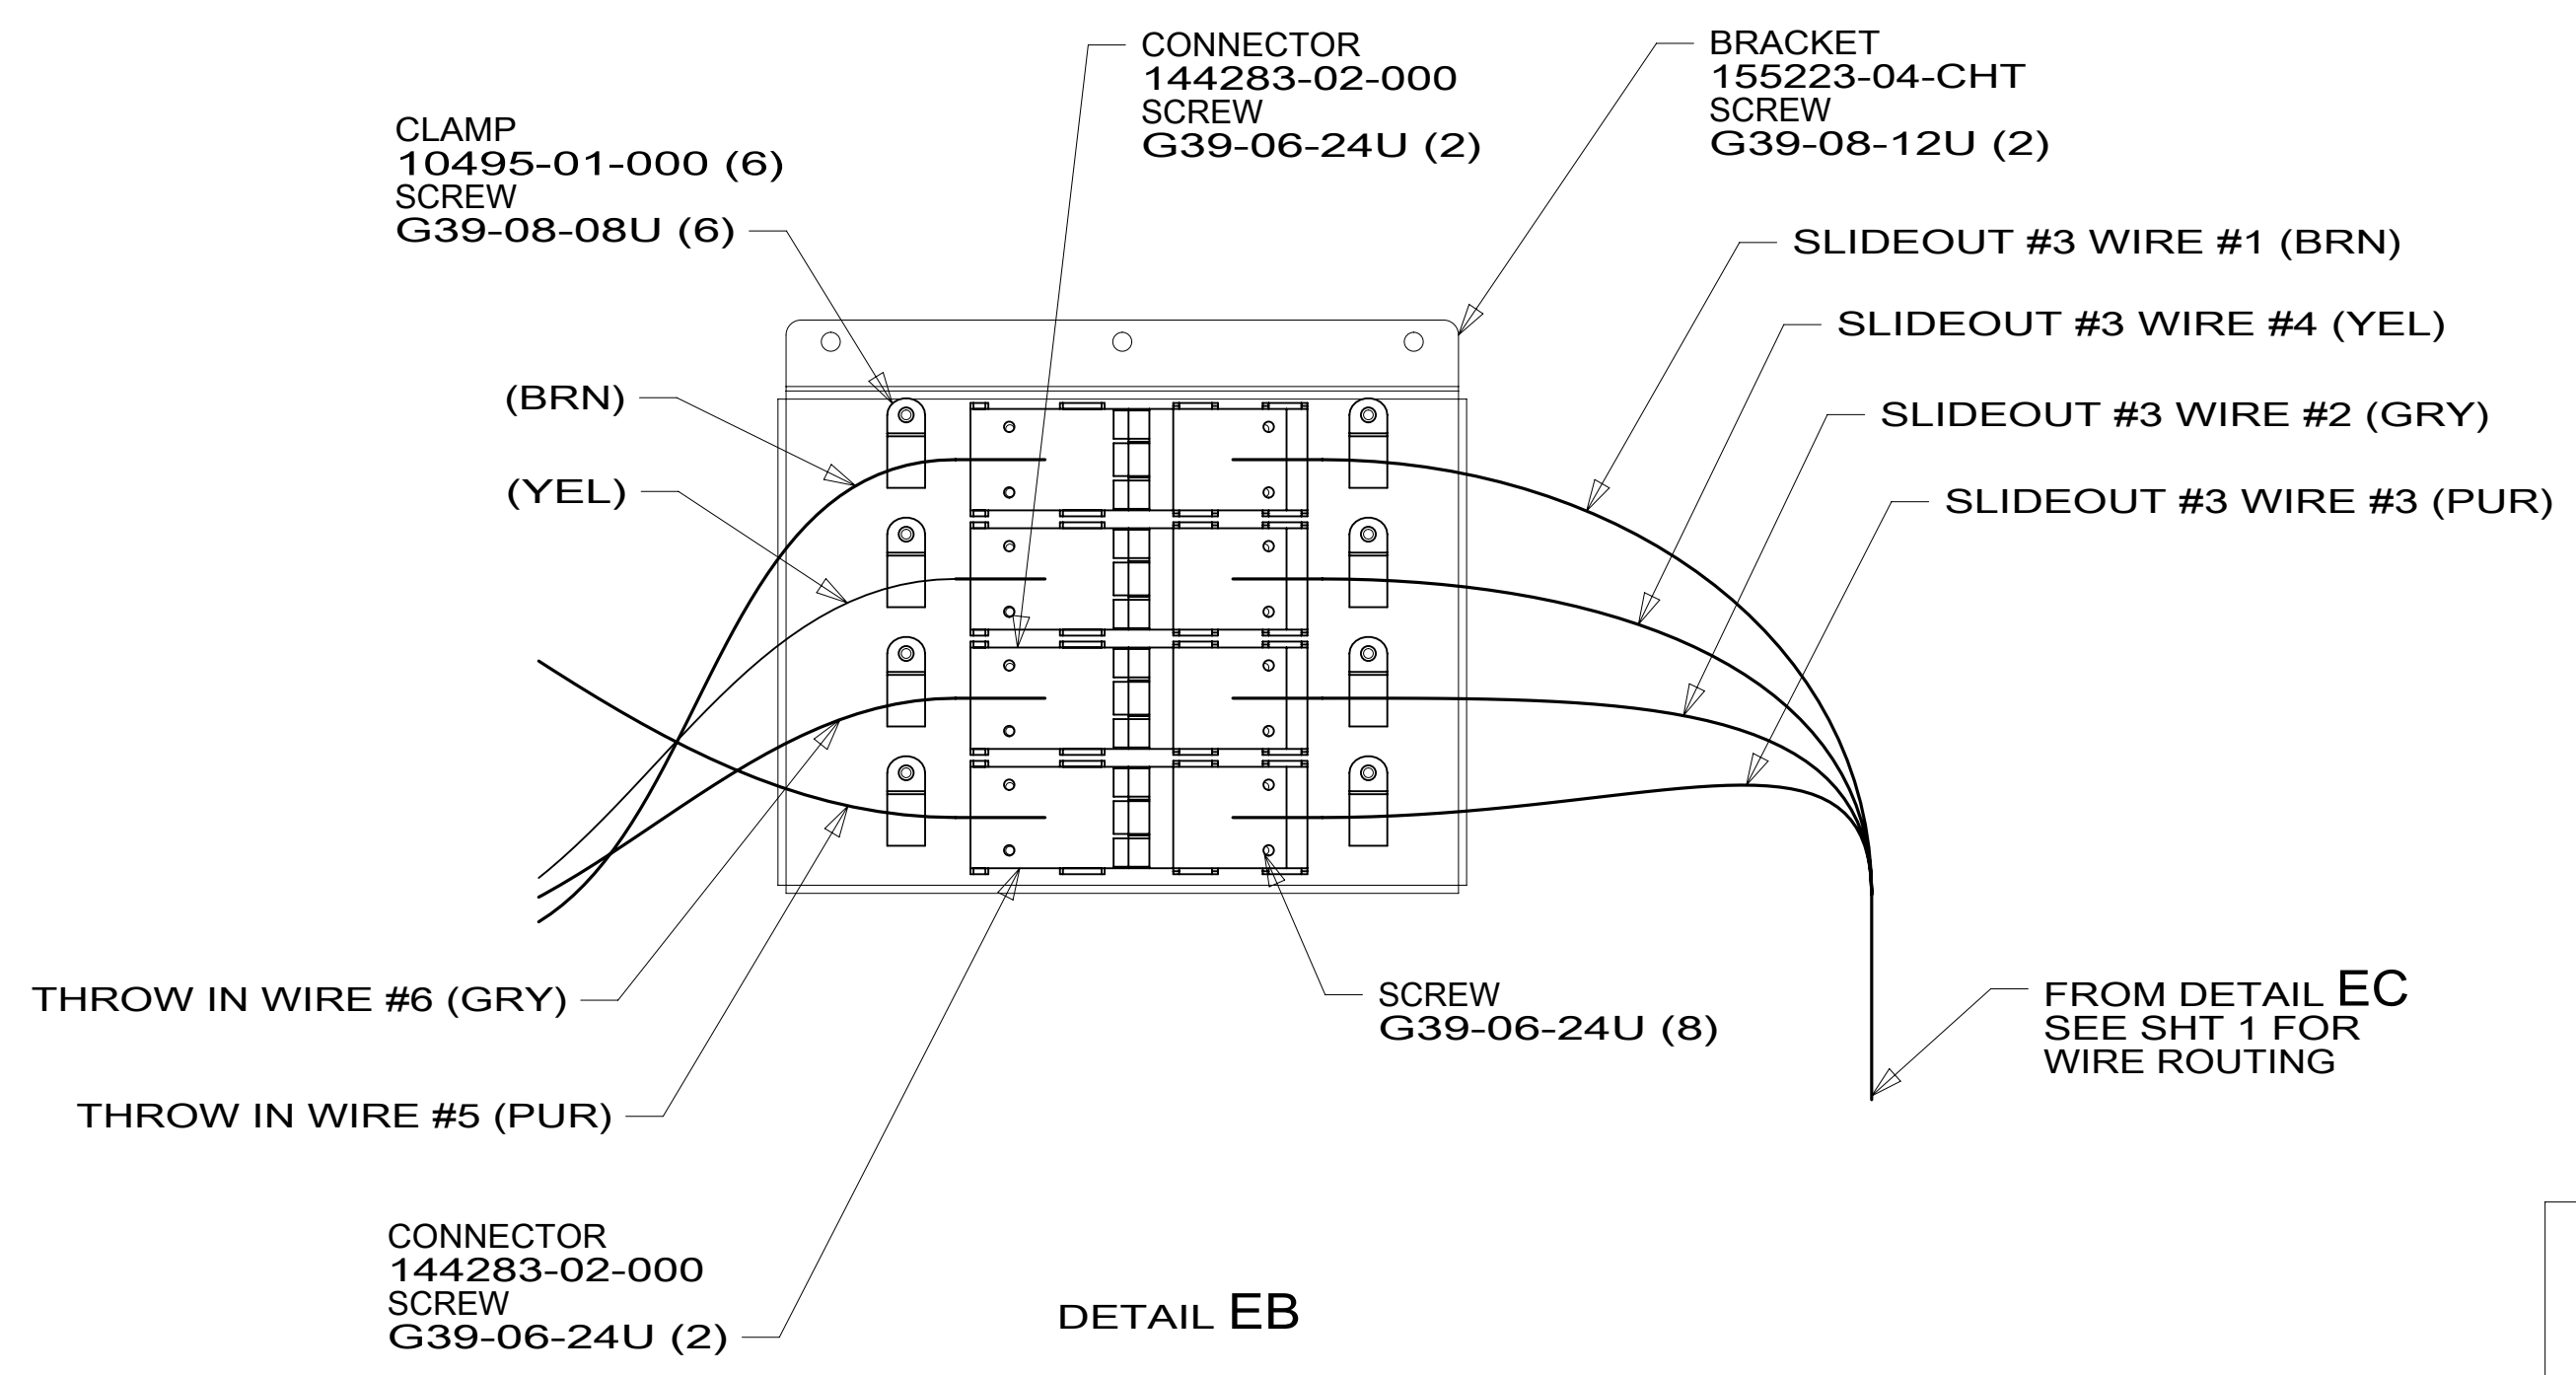 CONNECTOR
144283-02-000
SCREW
G39-06-24U (2)
BRACKET
155223-04-CHT
SCREW
G39-08-12U (2)
CLAMP
10495-01-000 (6)
SCREW
G39-08-08U (6)
SLIDEOUT #3 WIRE #1 (BRN)
SLIDEOUT #3 WIRE #4 (YEL)
SLIDEOUT #3 WIRE #2 (GRY)
SLIDEOUT #3 WIRE #3 (PUR)
(BRN)
(YEL)
THROW IN WIRE #6 (GRY)
THROW IN WIRE #5 (PUR)
SCREW
G39-06-24U (8)
FROM DETAIL EC
SEE SHT 1 FOR
WIRE ROUTING
CONNECTOR
144283-02-000
SCREW
G39-06-24U (2)
DETAIL EB